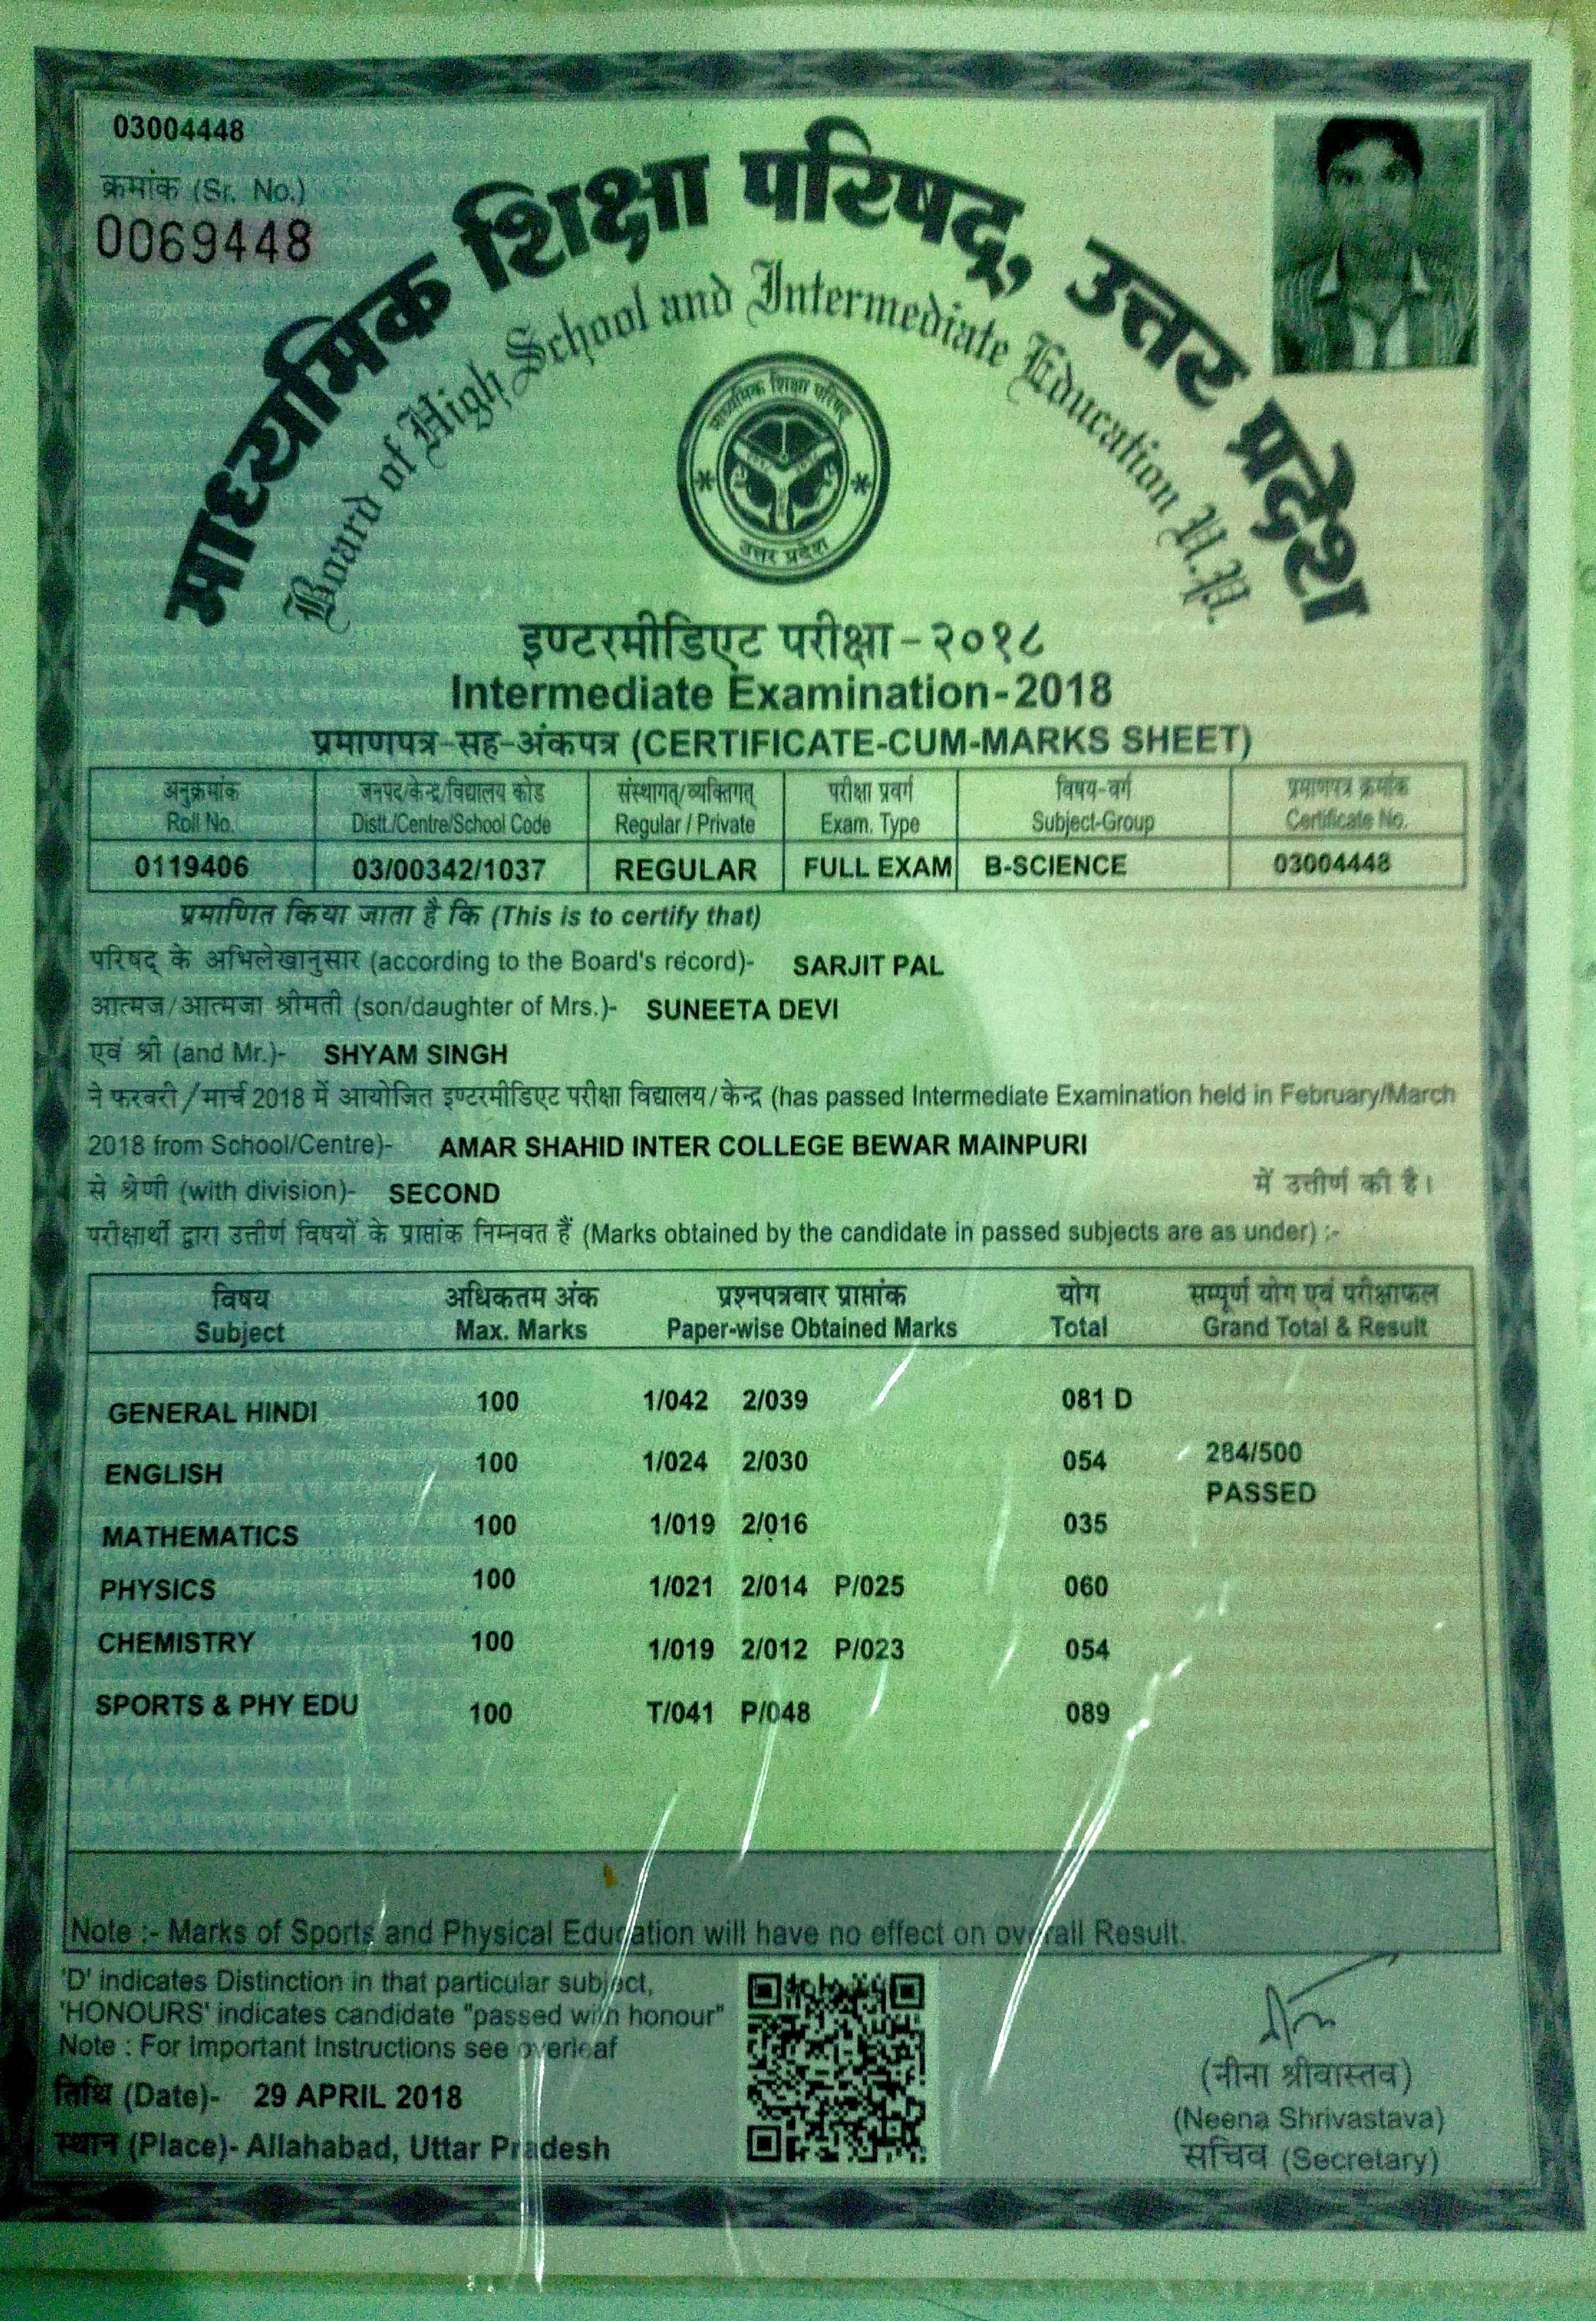 03004448
क्रमांक (Sr. No.)
0069448
माध्यमिक शिक्षा परिषद्, उत्तर प्रदेश
Board of High School and Intermediate Education U.P.
माध्यमिक शिक्षा परिषद्
उत्तर प्रदेश
इण्टरमीडिएट परीक्षा-२०१८
Intermediate Examination-2018
प्रमाणपत्र-सह-अंकपत्र (CERTIFICATE-CUM-MARKS SHEET)
अनुक्रमांक जनपद/केन्द्र/विद्यालय कोड संस्थागत/व्यक्तिगत परीक्षा प्रवर्ग विषय-वर्ग प्रमाणपत्र क्रमांक
Roll No. Distt./Centre/School Code Regular / Private Exam. Type Subject-Group Certificate No.
0119406 03/00342/1037 REGULAR FULL EXAM B-SCIENCE 03004448
प्रमाणित किया जाता है कि (This is to certify that)
परिषद् के अभिलेखानुसार (according to the Board's record)- SARJIT PAL
आत्मज/आत्मजा श्रीमती (son/daughter of Mrs.)- SUNEETA DEVI
एवं श्री (and Mr.)- SHYAM SINGH
ने फरवरी/मार्च 2018 में आयोजित इण्टरमीडिएट परीक्षा विद्यालय/केन्द्र (has passed Intermediate Examination held in February/March
2018 from School/Centre)- AMAR SHAHID INTER COLLEGE BEWAR MAINPURI
से श्रेणी (with division)- SECOND में उत्तीर्ण की है।
परीक्षार्थी द्वारा उत्तीर्ण विषयों के प्राप्तांक निम्नवत हैं (Marks obtained by the candidate in passed subjects are as under) :-
विषय अधिकतम अंक प्रश्नपत्रवार प्राप्तांक योग सम्पूर्ण योग एवं परीक्षाफल
Subject Max. Marks Paper-wise Obtained Marks Total Grand Total & Result
GENERAL HINDI 100 1/042 2/039 081 D
ENGLISH 100 1/024 2/030 054 284/500
PASSED
MATHEMATICS 100 1/019 2/016 035
PHYSICS 100 1/021 2/014 P/025 060
CHEMISTRY 100 1/019 2/012 P/023 054
SPORTS & PHY EDU 100 T/041 P/048 089
Note :- Marks of Sports and Physical Education will have no effect on overall Result.
'D' indicates Distinction in that particular subject,
'HONOURS' indicates candidate "passed with honour"
Note : For Important Instructions see overleaf
तिथि (Date)- 29 APRIL 2018
स्थान (Place)- Allahabad, Uttar Pradesh
(नीना श्रीवास्तव)
(Neena Shrivastava)
सचिव (Secretary)